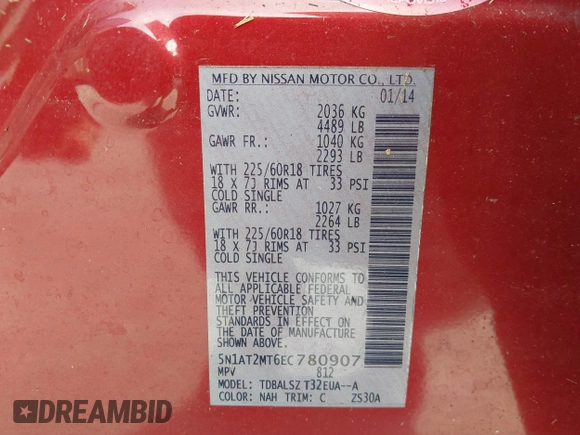 MFD BY NISSAN MOTOR CO., LTD.
DATE: 01/14
GVWR: 2036 KG
4489 LB
GAWR FR.: 1040 KG
2293 LB
WITH 225/60R18 TIRES
18 X 7J RIMS AT 33 PSI
COLD SINGLE
GAWR RR.: 1027 KG
2264 LB
WITH 225/60R18 TIRES
18 X 7J RIMS AT 33 PSI
COLD SINGLE
THIS VEHICLE CONFORMS TO
ALL APPLICABLE FEDERAL
MOTOR VEHICLE SAFETY AND
THEFT PREVENTION
STANDARDS IN EFFECT ON
THE DATE OF MANUFACTURE
SHOWN ABOVE.
5N1AT2MT6EC780907
MPV 812
MODEL: TDBALSZ T32EUA--A
COLOR: NAH TRIM: C ZS30A
AUTOBIDMASTER